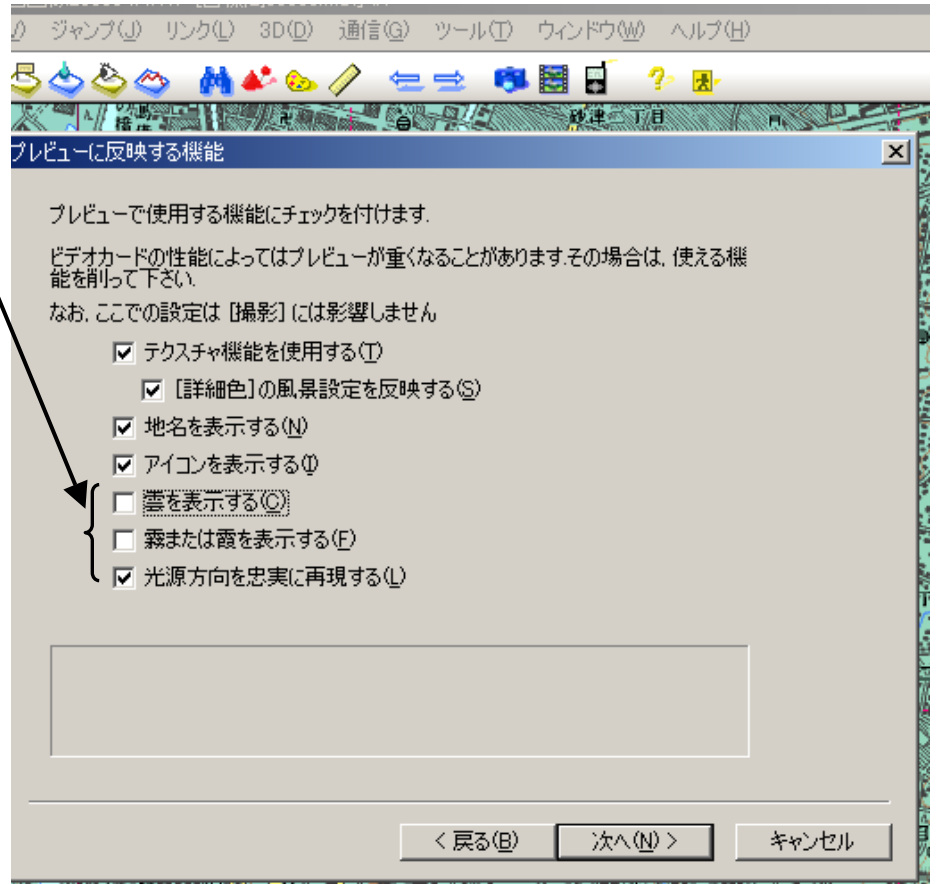 ジャンプ(J) リンク(L) 3D(D) 通信(G) ツール(T) ウィンドウ(W) ヘルプ(H)
砂津二丁目
プレビューに反映する機能
プレビューで使用する機能にチェックを付けます.
ビデオカードの性能によってはプレビューが重くなることがあります.その場合は, 使える機
能を削って下さい.
なお, ここでの設定は [撮影] には影響しません
テクスチャ機能を使用する(T)
[詳細色]の風景設定を反映する(S)
地名を表示する(N)
アイコンを表示する(I)
雲を表示する(C)
霧または霞を表示する(F)
光源方向を忠実に再現する(L)
< 戻る(B) 次へ(N) > キャンセル